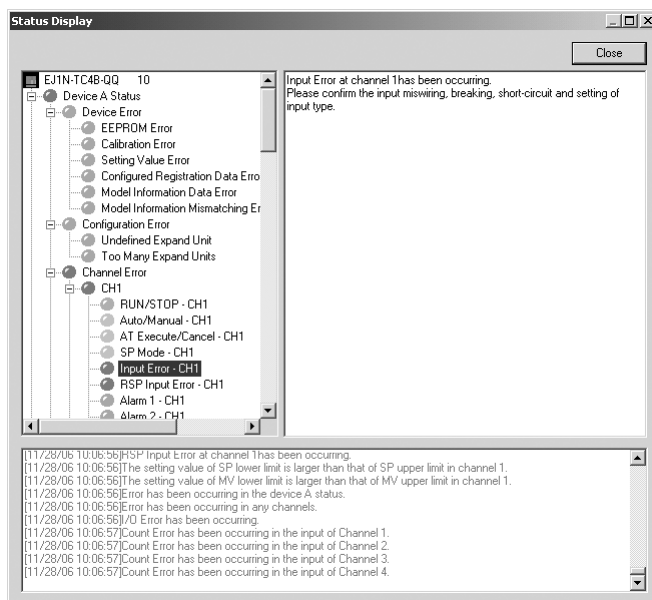 Status Display
Close
EJ1N-TC4B-QQ 10
Device A Status
Device Error
EEPROM Error
Calibration Error
Setting Value Error
Configured Registration Data Erro
Model Information Data Error
Model Information Mismatching Er
Configuration Error
Undefined Expand Unit
Too Many Expand Units
Channel Error
CH1
RUN/STOP - CH1
Auto/Manual - CH1
AT Execute/Cancel - CH1
SP Mode - CH1
Input Error - CH1
RSP Input Error - CH1
Alarm 1 - CH1
Alarm 2 - CH1
Input Error at channel 1has been occurring.
Please confirm the input miswiring, breaking, short-circuit and setting of
input type.
[11/28/06 10:06:56]RSP Input Error at channel 1has been occurring.
[11/28/06 10:06:56]The setting value of SP lower limit is larger than that of SP upper limit in channel 1.
[11/28/06 10:06:56]The setting value of MV lower limit is larger than that of MV upper limit in channel 1.
[11/28/06 10:06:56]Error has been occurring in the device A status.
[11/28/06 10:06:56]Error has been occurring in any channels.
[11/28/06 10:06:56]I/O Error has been occurring.
[11/28/06 10:06:57]Count Error has been occurring in the input of Channel 1.
[11/28/06 10:06:57]Count Error has been occurring in the input of Channel 2.
[11/28/06 10:06:57]Count Error has been occurring in the input of Channel 3.
[11/28/06 10:06:57]Count Error has been occurring in the input of Channel 4.